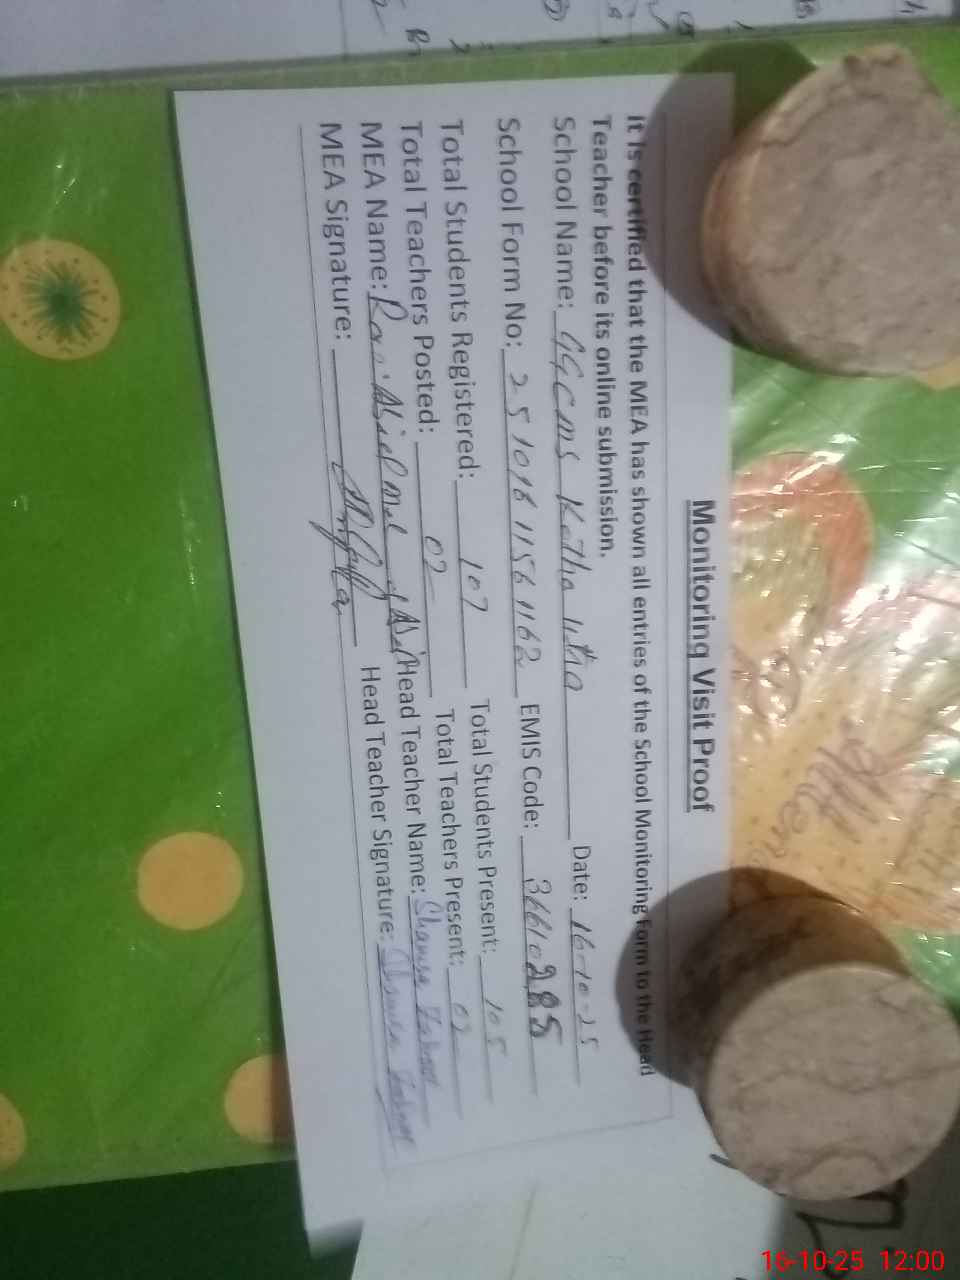 Monitoring Visit Proof
It is certified that the MEA has shown all entries of the School Monitoring Form to the Head
Teacher before its online submission.
School Name: GGCMS Kotha Date: 16-10-25
School Form No: 25101611561162 EMIS Code: 36610285
Total Students Registered: 107 Total Students Present: 105
Total Teachers Posted: 02 Total Teachers Present: 02
MEA Name: Head Teacher Name: Shamsa
MEA Signature: Head Teacher Signature: Shamsa
16-10-25 12:00